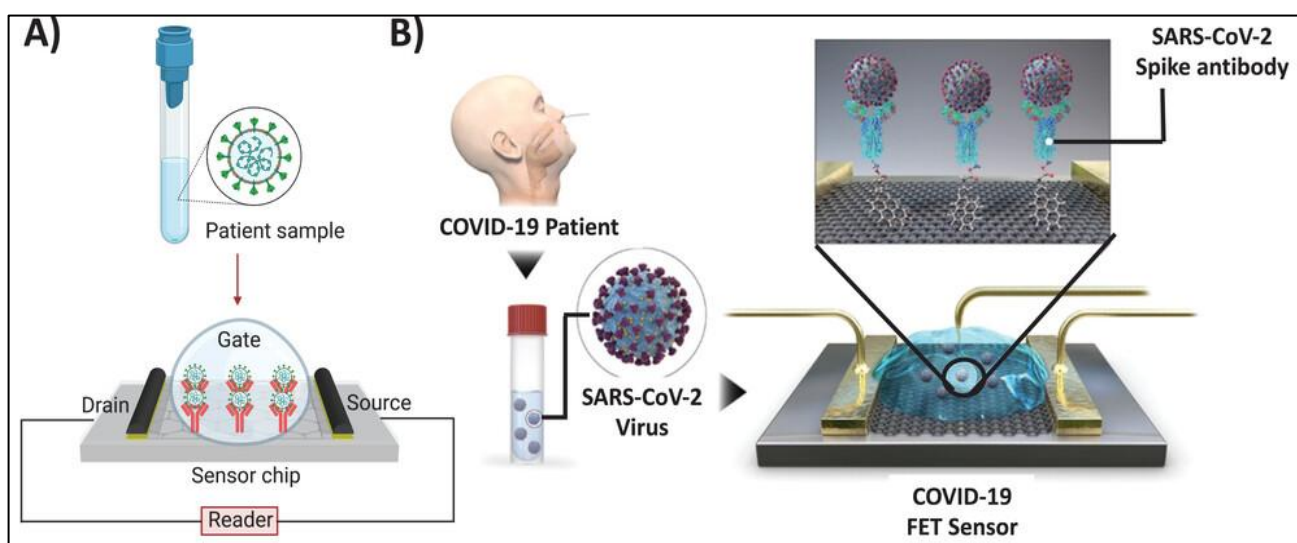 A)
Patient sample
Gate
Drain
Source
Sensor chip
Reader
B)
COVID-19 Patient
SARS-CoV-2
Virus
SARS-CoV-2
Spike antibody
COVID-19
FET Sensor